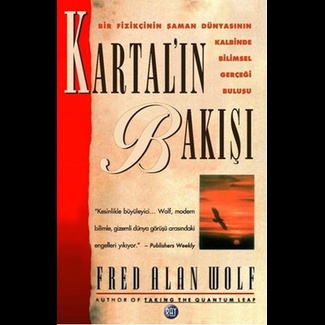 BİR FİZİKÇİNİN ŞAMAN DÜNYASININ
KALBİNDE
BİLİMSEL
GERÇEĞİ
BULUŞU
KARTAL'IN
BAKIŞI
"Kesinlikle büyüleyici... Wolf, modern
bilimle, gizemli dünya görüşü arasındaki
engelleri yıkıyor." – Publishers Weekly
FRED ALAN WOLF
AUTHOR OF TAKING THE QUANTUM LEAP
RAY